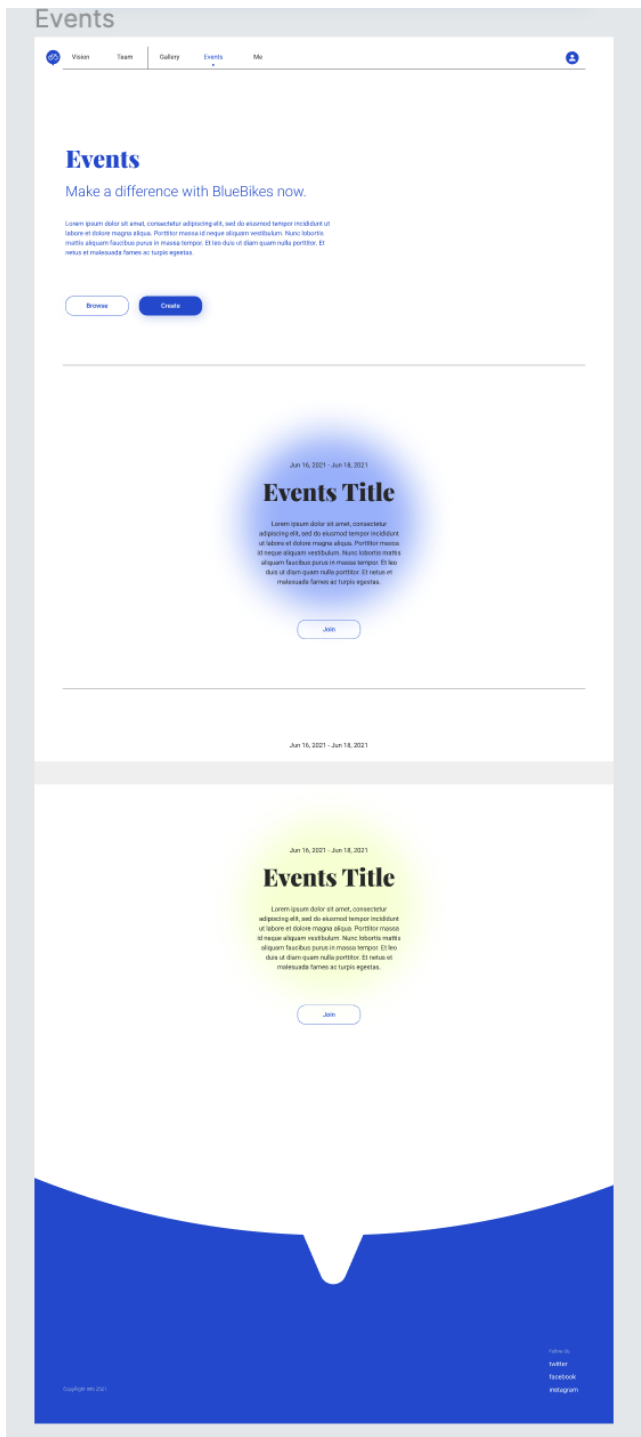 Events
Vision Team Gallery Events Me
Events
Make a difference with BlueBikes now.
Lorem ipsum dolor sit amet, consectetur adipiscing elit, sed do eiusmod tempor incididunt ut
labore et dolore magna aliqua. Porttitor massa id neque aliquam vestibulum. Nunc lobortis
mattis aliquam faucibus purus in massa tempor. Et leo duis ut diam quam nulla porttitor. Et
netus et malesuada fames ac turpis egestas.
Browse Create
Jun 16, 2021 - Jun 18, 2021
Events Title
Lorem ipsum dolor sit amet, consectetur
adipiscing elit, sed do eiusmod tempor incididunt
ut labore et dolore magna aliqua. Porttitor massa
id neque aliquam vestibulum. Nunc lobortis mattis
aliquam faucibus purus in massa tempor. Et leo
duis ut diam quam nulla porttitor. Et netus et
malesuada fames ac turpis egestas.
Join
Jun 16, 2021 - Jun 18, 2021
Jun 16, 2021 - Jun 18, 2021
Events Title
Lorem ipsum dolor sit amet, consectetur
adipiscing elit, sed do eiusmod tempor incididunt
ut labore et dolore magna aliqua. Porttitor massa
id neque aliquam vestibulum. Nunc lobortis mattis
aliquam faucibus purus in massa tempor. Et leo
duis ut diam quam nulla porttitor. Et netus et
malesuada fames ac turpis egestas.
Join
Follow Us
twitter
facebook
instagram
2021